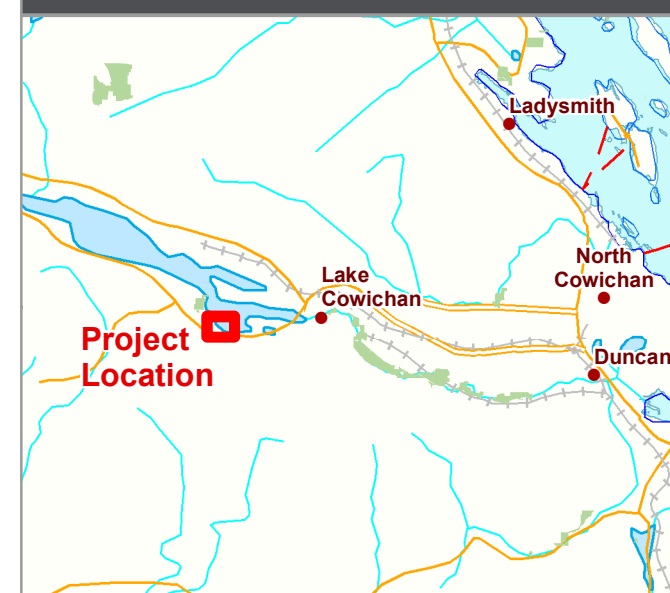 Ladysmith
North
Cowichan
Lake
Cowichan
Project
Location
Duncan